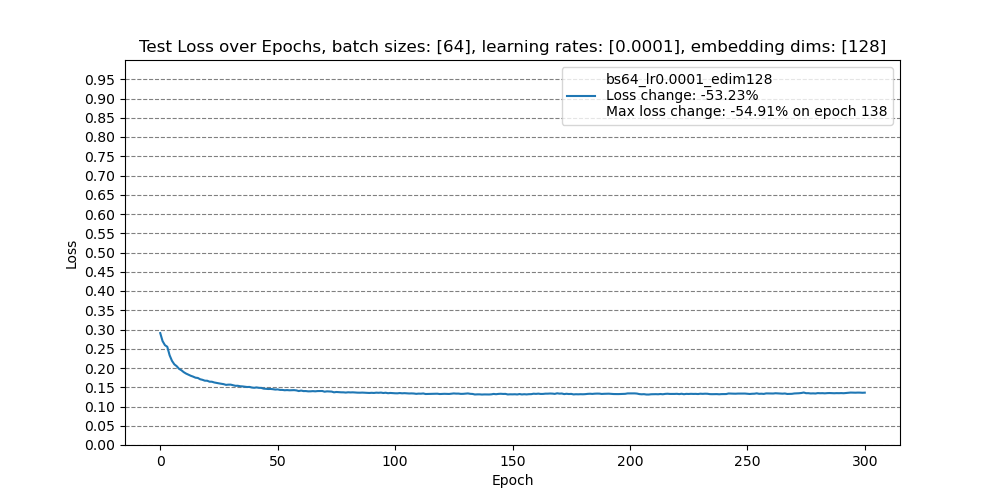 Test Loss over Epochs, batch sizes: [64], learning rates: [0.0001], embedding dims: [128]
bs64_lr0.0001_edim128
Loss change: -53.23%
Max loss change: -54.91% on epoch 138
Loss
0.95
0.90
0.85
0.80
0.75
0.70
0.65
0.60
0.55
0.50
0.45
0.40
0.35
0.30
0.25
0.20
0.15
0.10
0.05
0.00
0 50 100 150 200 250 300
Epoch